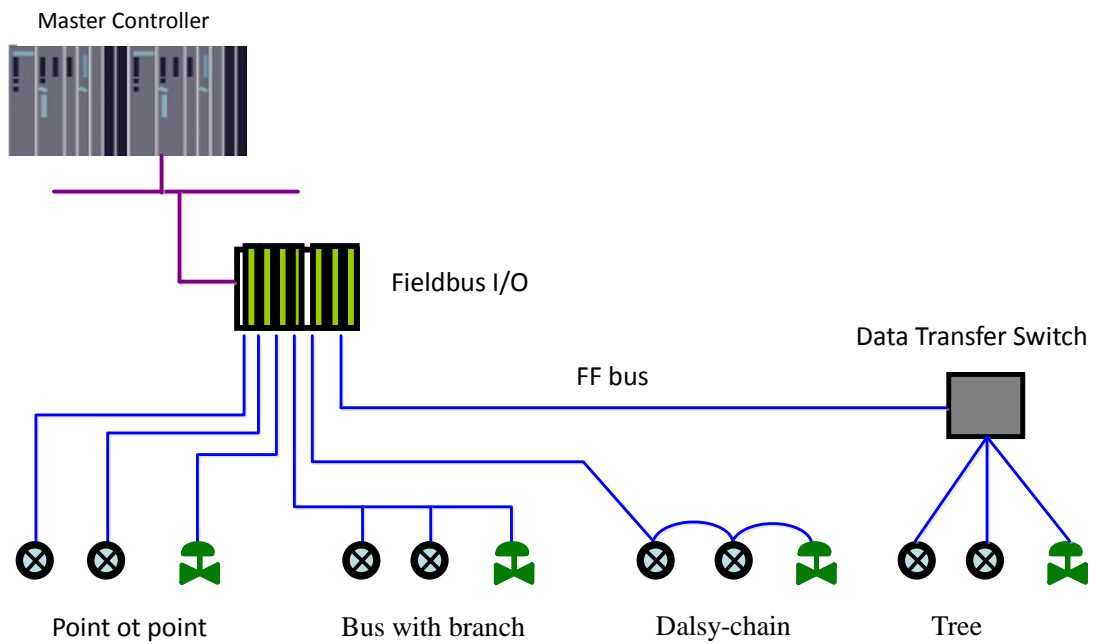 Master Controller
Fieldbus I/O
Data Transfer Switch
FF bus
Point ot point
Bus with branch
Dalsy-chain
Tree